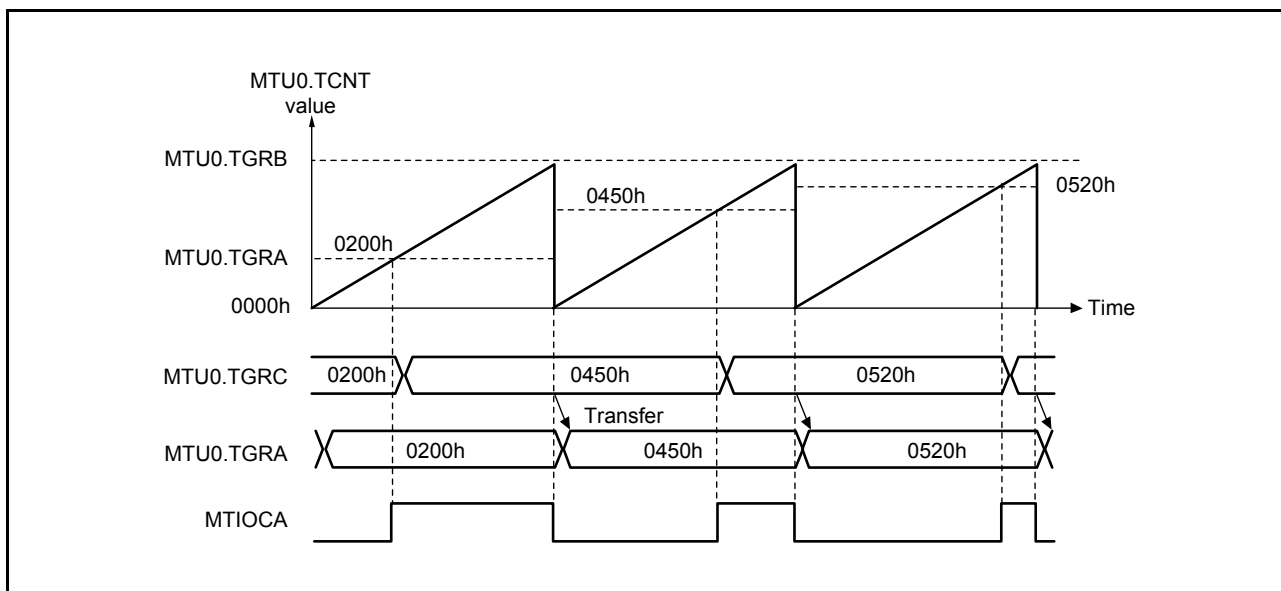 MTU0.TCNT
value
MTU0.TGRB
0520h
0450h
0200h
MTU0.TGRA
0000h
Time
MTU0.TGRC
0200h
0450h
0520h
Transfer
MTU0.TGRA
0200h
0450h
0520h
MTIOCA